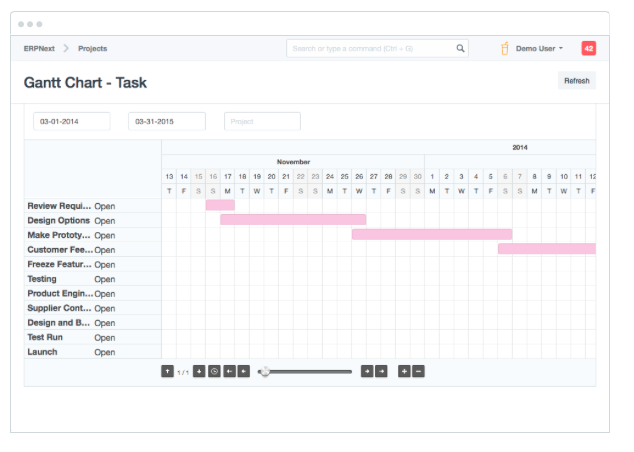 ERPNext > Projects
Search or type a command (Ctrl + G)
Demo User
42
Gantt Chart - Task
Refresh
03-01-2014 03-31-2015 Project
2014
November
13 14 15 16 17 18 19 20 21 22 23 24 25 26 27 28 29 30 1 2 3 4 5 6 7 8 9 10 11 12
T F S S M T W T F S S M T W T F S S M T W T F S S M T W T F
Review Requi... Open
Design Options Open
Make Prototy... Open
Customer Fee... Open
Freeze Featur... Open
Testing Open
Product Engin... Open
Supplier Cont... Open
Design and B... Open
Test Run Open
Launch Open
1 / 1